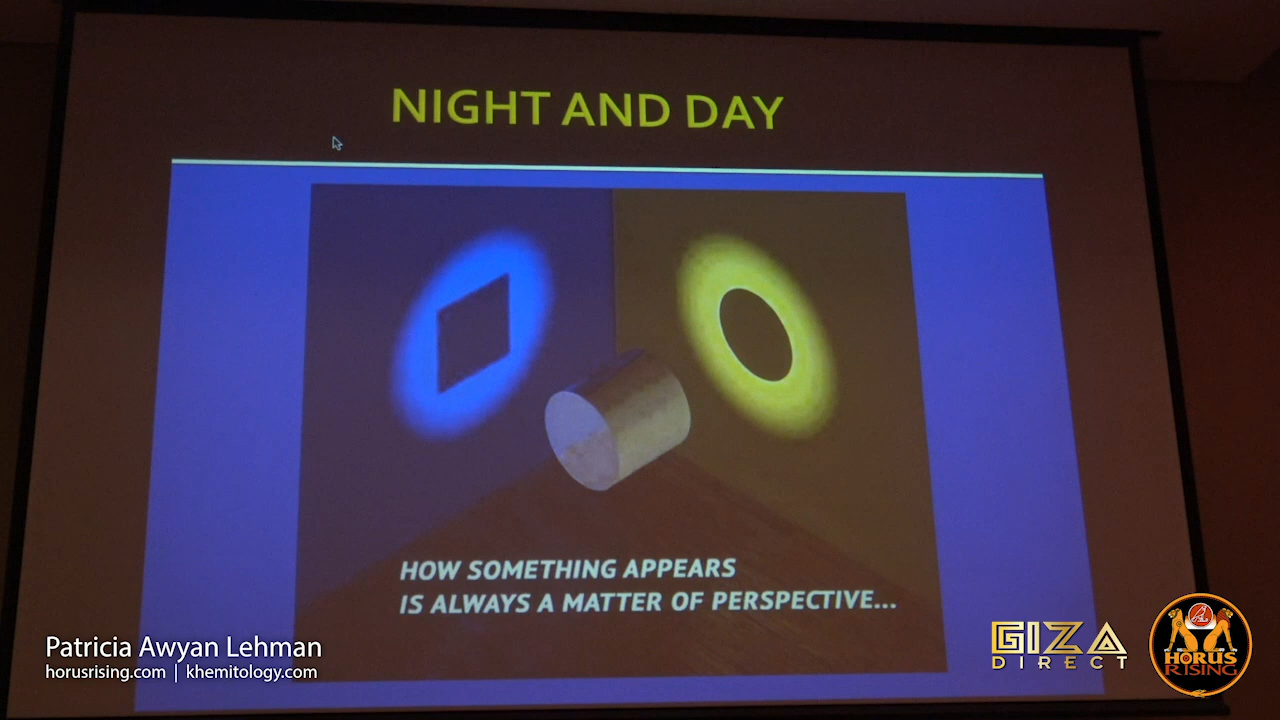 NIGHT AND DAY
HOW SOMETHING APPEARS
IS ALWAYS A MATTER OF PERSPECTIVE...
Patricia Awyan Lehman
horusrising.com | khemitology.com
GIZA
DIRECT
HORUS
RISING